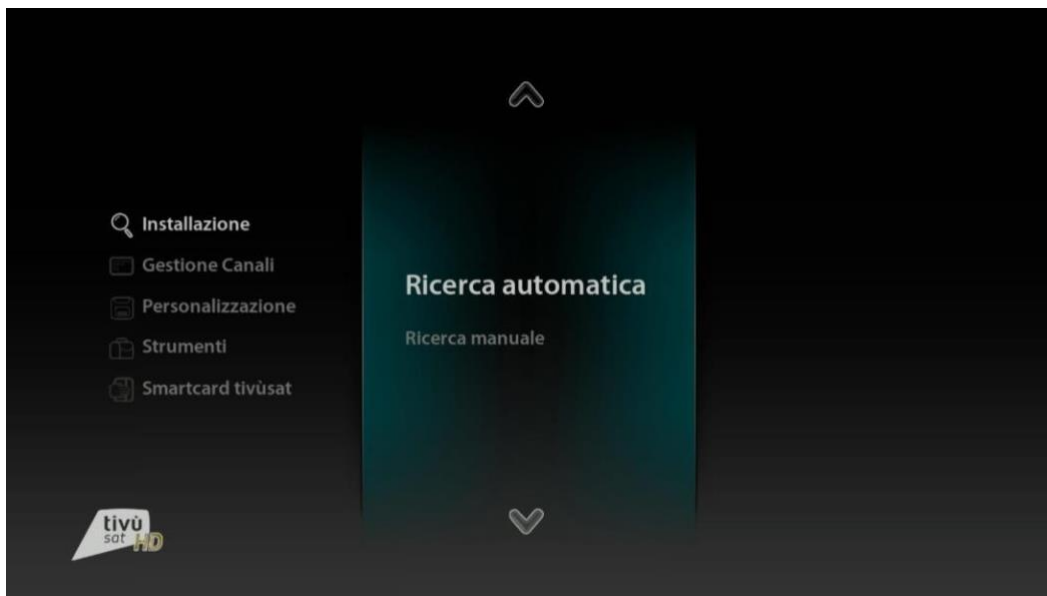 Installazione
Gestione Canali
Personalizzazione
Strumenti
Smartcard tivùsat
Ricerca automatica
Ricerca manuale
tivù
sat HD